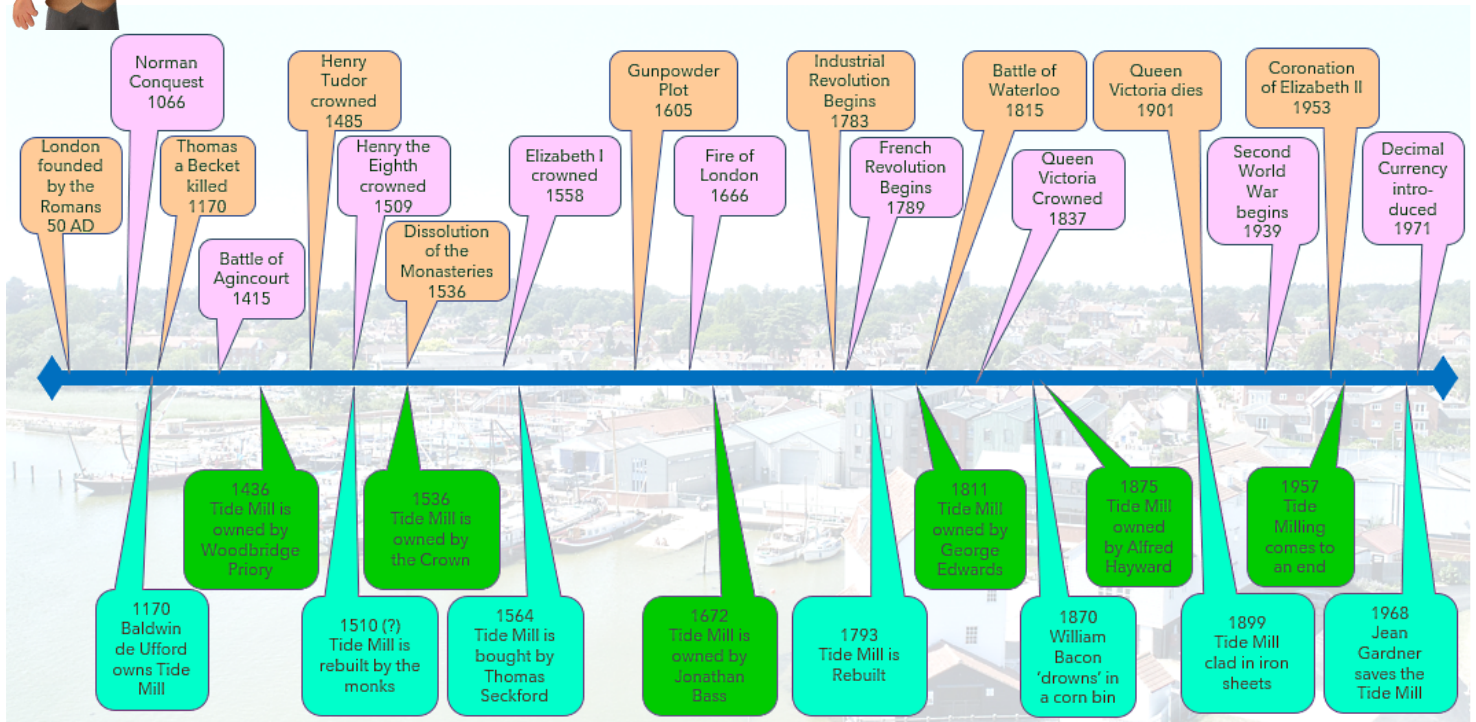 London
founded
by the
Romans
50 AD
Norman
Conquest
1066
Thomas
a Becket
killed
1170
Battle of
Agincourt
1415
Henry
Tudor
crowned
1485
Henry the
Eighth
crowned
1509
Dissolution
of the
Monasteries
1536
Elizabeth I
crowned
1558
Gunpowder
Plot
1605
Fire of
London
1666
Industrial
Revolution
Begins
1783
French
Revolution
Begins
1789
Battle of
Waterloo
1815
Queen
Victoria
Crowned
1837
Queen
Victoria dies
1901
Second
World
War
begins
1939
Coronation
of Elizabeth II
1953
Decimal
Currency
intro-
duced
1971
1170
Baldwin
de Ufford
owns Tide
Mill
1436
Tide Mill is
owned by
Woodbridge
Priory
1510 (?)
Tide Mill is
rebuilt by the
monks
1536
Tide Mill is
owned by
the Crown
1564
Tide Mill is
bought by
Thomas
Seckford
1672
Tide Mill is
owned by
Jonathan
Bass
1793
Tide Mill is
Rebuilt
1811
Tide Mill
owned by
George
Edwards
1870
William
Bacon
‘drowns’ in
a corn bin
1875
Tide Mill
owned
by Alfred
Hayward
1899
Tide Mill
clad in iron
sheets
1957
Tide
Milling
comes to
an end
1968
Jean
Gardner
saves the
Tide Mill